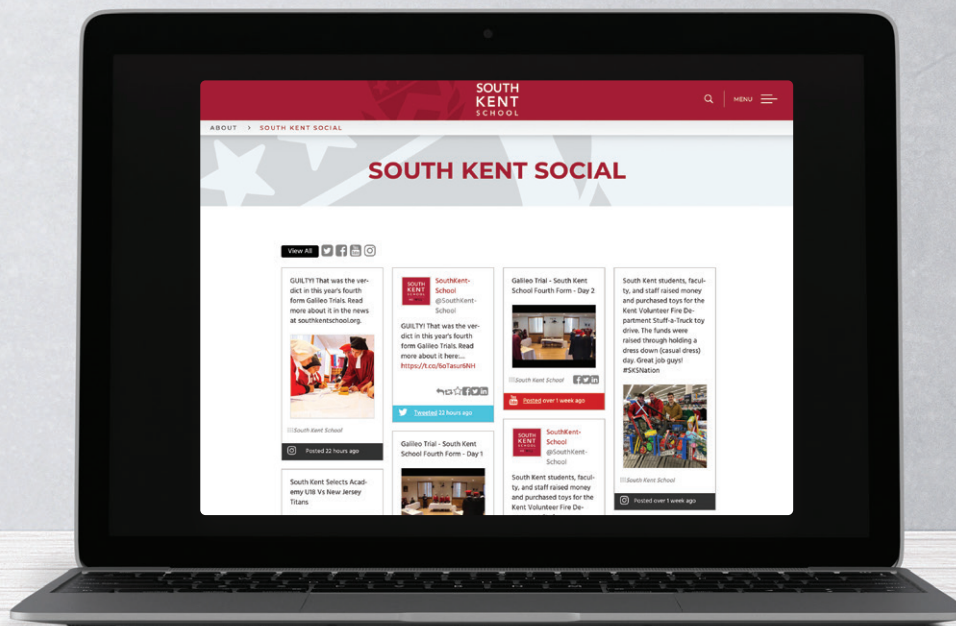 SOUTH
KENT
SCHOOL
MENU
ABOUT > SOUTH KENT SOCIAL
SOUTH KENT SOCIAL
View All
GUILTY! That was the ver-
dict in this year's fourth
form Galileo Trials. Read
more about it in the news
at southkentschool.org.
South Kent School
Posted 22 hours ago
South Kent Selects Acad-
emy U18 Vs New Jersey
Titans
SOUTH
KENT
SCHOOL
SouthKent-
School
@SouthKent-
School
GUILTY! That was the ver-
dict in this year's fourth
form Galileo Trials. Read
more about it here:...
https://t.co/6oTasur6NH
Tweeted 22 hours ago
Galileo Trial - South Kent
School Fourth Form - Day 1
Galileo Trial - South Kent
School Fourth Form - Day 2
South Kent School
Posted over 1 week ago
SOUTH
KENT
SCHOOL
SouthKent-
School
@SouthKent-
School
South Kent students, facul-
ty, and staff raised money
and purchased toys for the
Kent Volunteer Fire De-
South Kent students, facul-
ty, and staff raised money
and purchased toys for the
Kent Volunteer Fire De-
partment Stuff-a-Truck toy
drive. The funds were
raised through holding a
dress down (casual dress)
day. Great job guys!
#SKSNation
South Kent School
Posted over 1 week ago